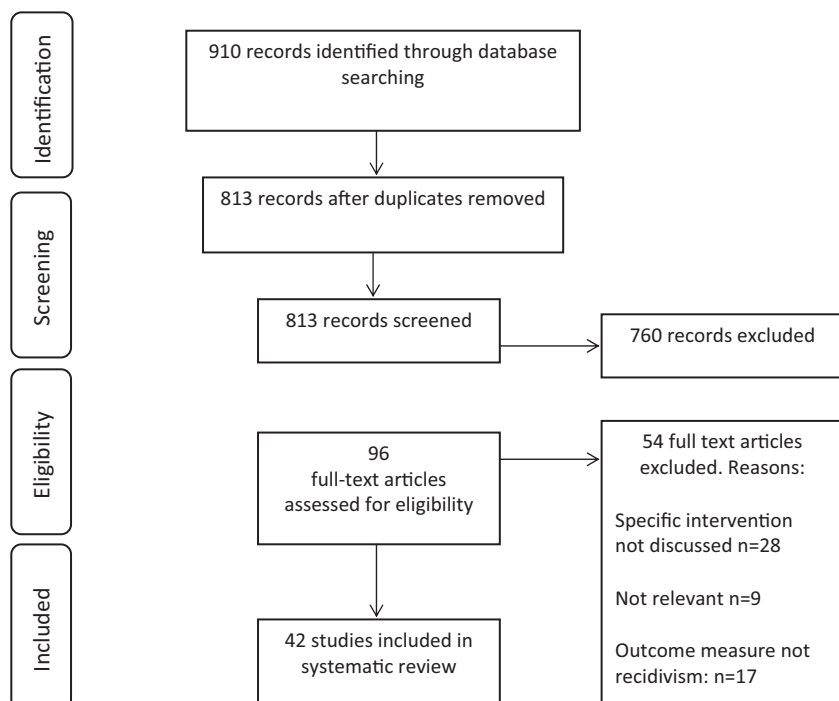 Identification
910 records identified through database
searching
813 records after duplicates removed
Screening
813 records screened
760 records excluded
Eligibility
96
full-text articles
assessed for eligibility
54 full text articles
excluded. Reasons:
Specific intervention
not discussed n=28
Not relevant n=9
Outcome measure not
recidivism: n=17
Included
42 studies included in
systematic review